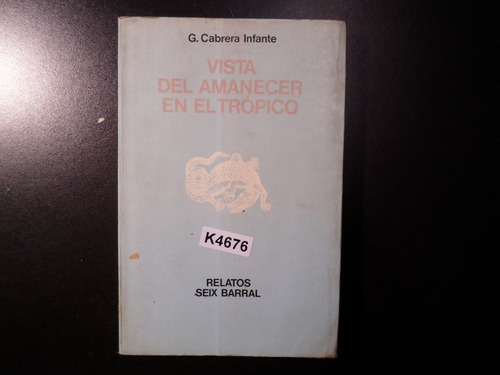 G. Cabrera Infante
VISTA
DEL AMANECER
EN EL TRÓPICO
K4676
RELATOS
SEIX BARRAL